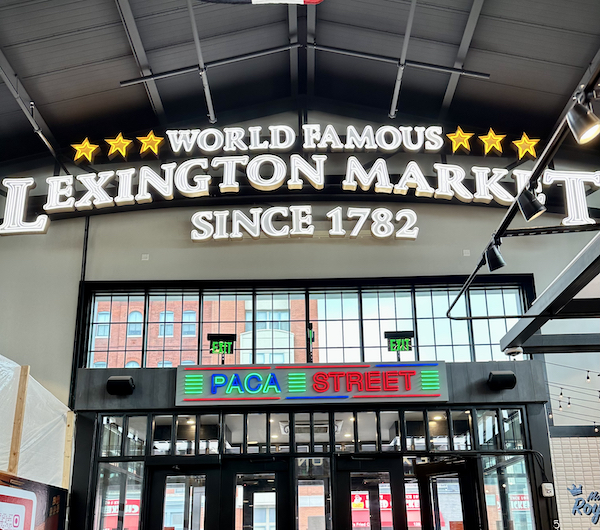 WORLD FAMOUS
LEXINGTON MARKET
SINCE 1782
EXIT
EXIT
PACA STREET